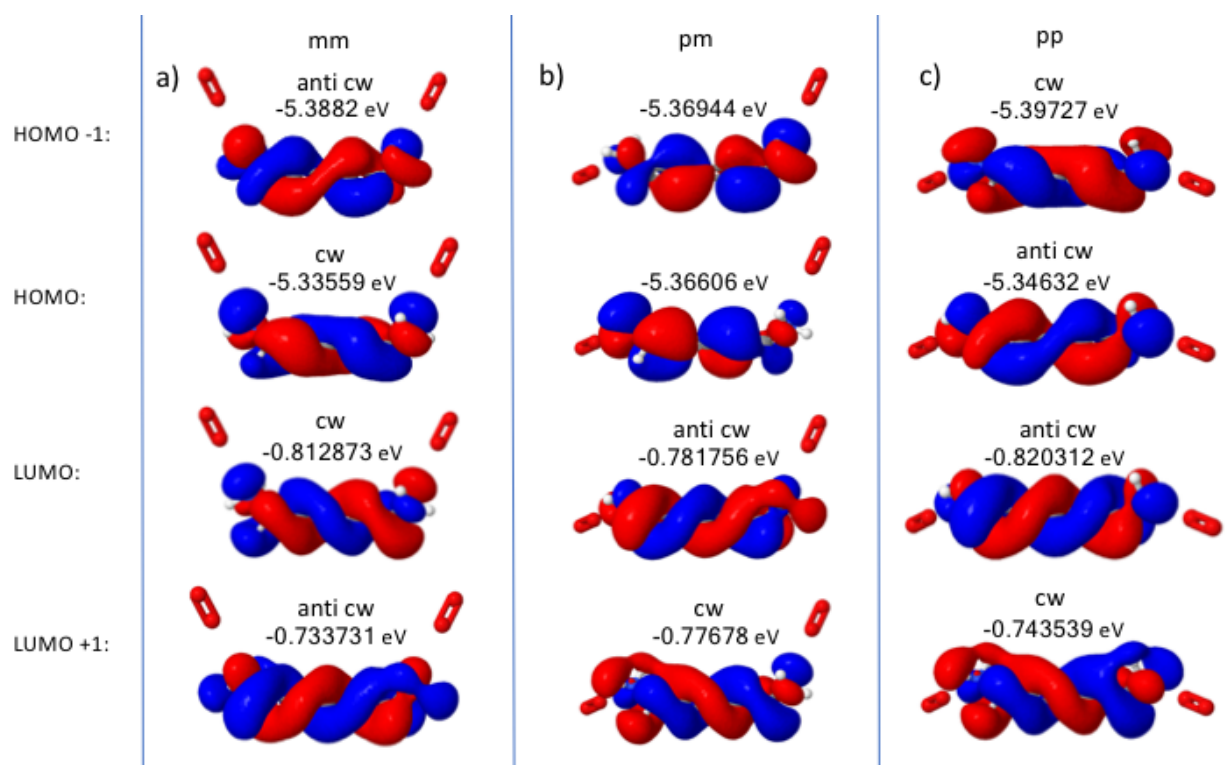 mm
pm
pp
a)
b)
c)
HOMO -1:
anti cw
-5.3882 eV
-5.36944 eV
cw
-5.39727 eV
HOMO:
cw
-5.33559 eV
-5.36606 eV
anti cw
-5.34632 eV
LUMO:
cw
-0.812873 eV
anti cw
-0.781756 eV
anti cw
-0.820312 eV
LUMO +1:
anti cw
-0.733731 eV
cw
-0.77678 eV
cw
-0.743539 eV